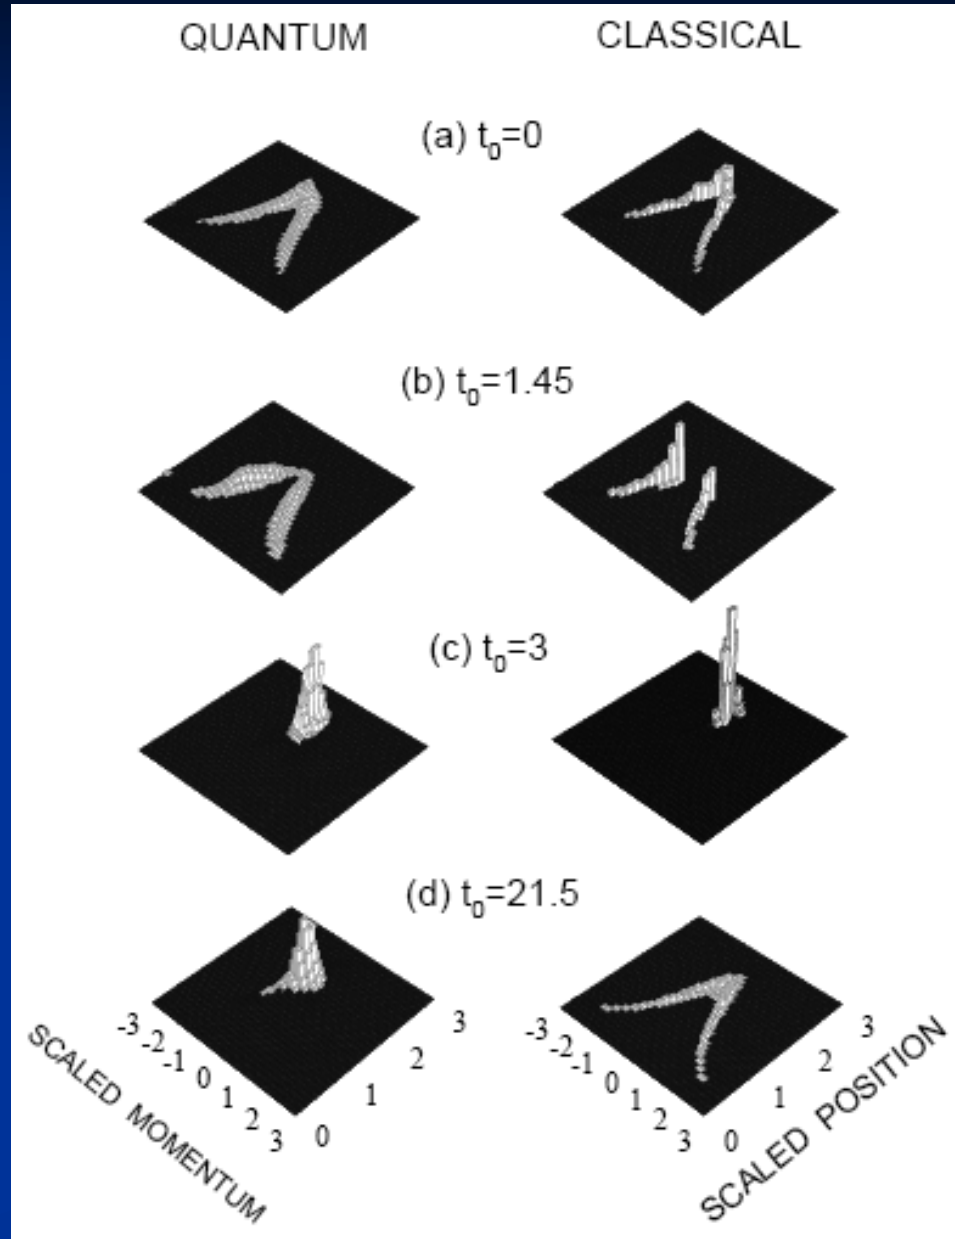 QUANTUM CLASSICAL
(a) t₀=0
(b) t₀=1.45
(c) t₀=3
(d) t₀=21.5
-3 -2 -1 0 1 2 3
0 1 2 3
SCALED MOMENTUM
-3 -2 -1 0 1 2 3
0 1 2 3
SCALED POSITION